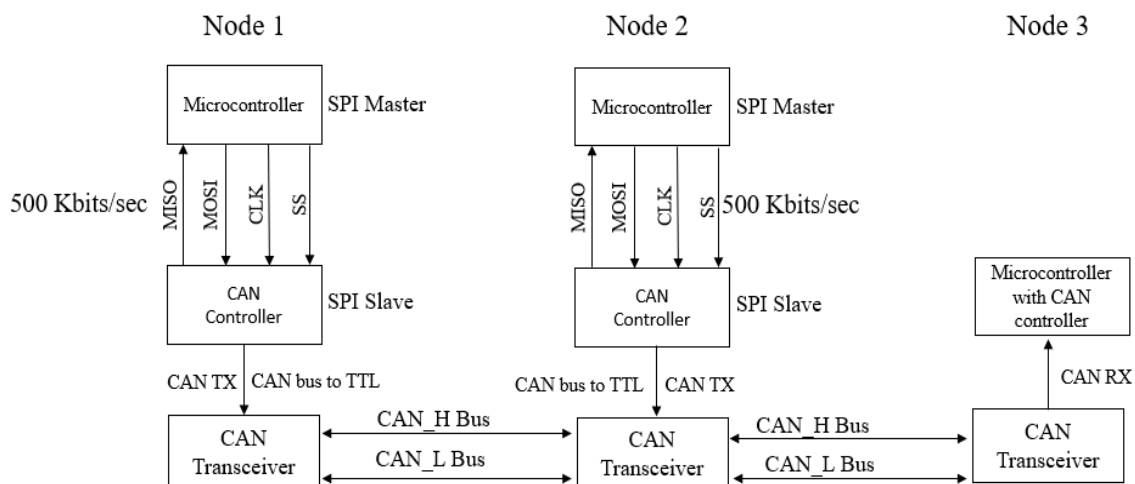 Node 1
Node 2
Node 3
Microcontroller
SPI Master
Microcontroller
SPI Master
500 Kbits/sec
MISO
MOSI
CLK
SS
MISO
MOSI
CLK
SS
500 Kbits/sec
CAN
Controller
SPI Slave
CAN
Controller
SPI Slave
Microcontroller
with CAN
controller
CAN TX
CAN bus to TTL
CAN bus to TTL
CAN TX
CAN RX
CAN
Transceiver
CAN_H Bus
CAN_L Bus
CAN
Transceiver
CAN_H Bus
CAN_L Bus
CAN
Transceiver